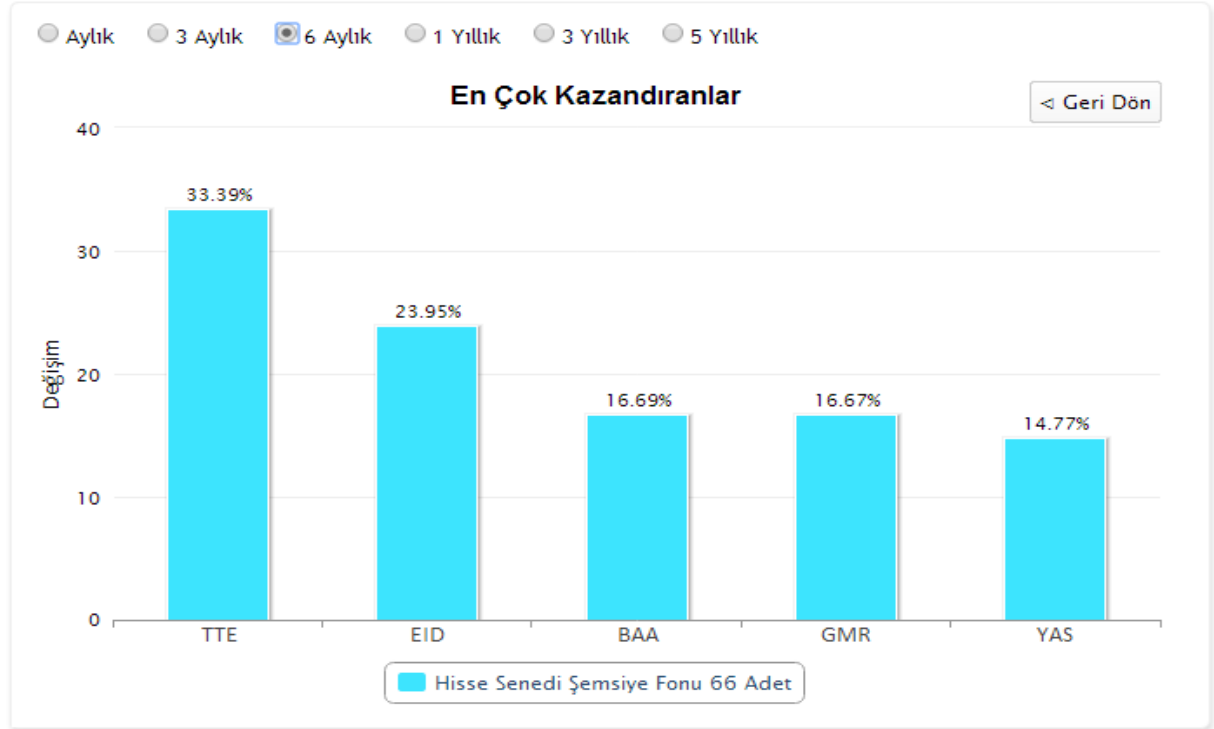 Aylık 3 Aylık 6 Aylık 1 Yıllık 3 Yıllık 5 Yıllık
En Çok Kazandıranlar
⊲ Geri Dön
40
30
20
10
0
Değişim
33.39%
23.95%
16.69%
16.67%
14.77%
TTE EID BAA GMR YAS
Hisse Senedi Şemsiye Fonu 66 Adet